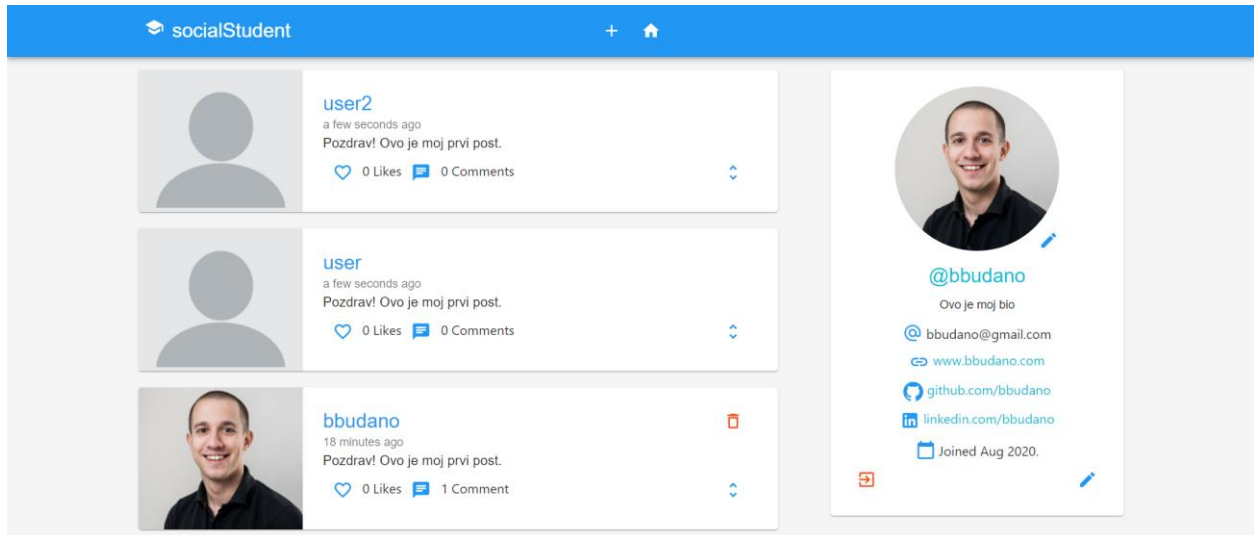 socialStudent
user2
a few seconds ago
Pozdrav! Ovo je moj prvi post.
0 Likes 0 Comments
user
a few seconds ago
Pozdrav! Ovo je moj prvi post.
0 Likes 0 Comments
bbudano
18 minutes ago
Pozdrav! Ovo je moj prvi post.
0 Likes 1 Comment
@bbudano
Ovo je moj bio
bbudano@gmail.com
www.bbudano.com
github.com/bbudano
linkedin.com/bbudano
Joined Aug 2020.